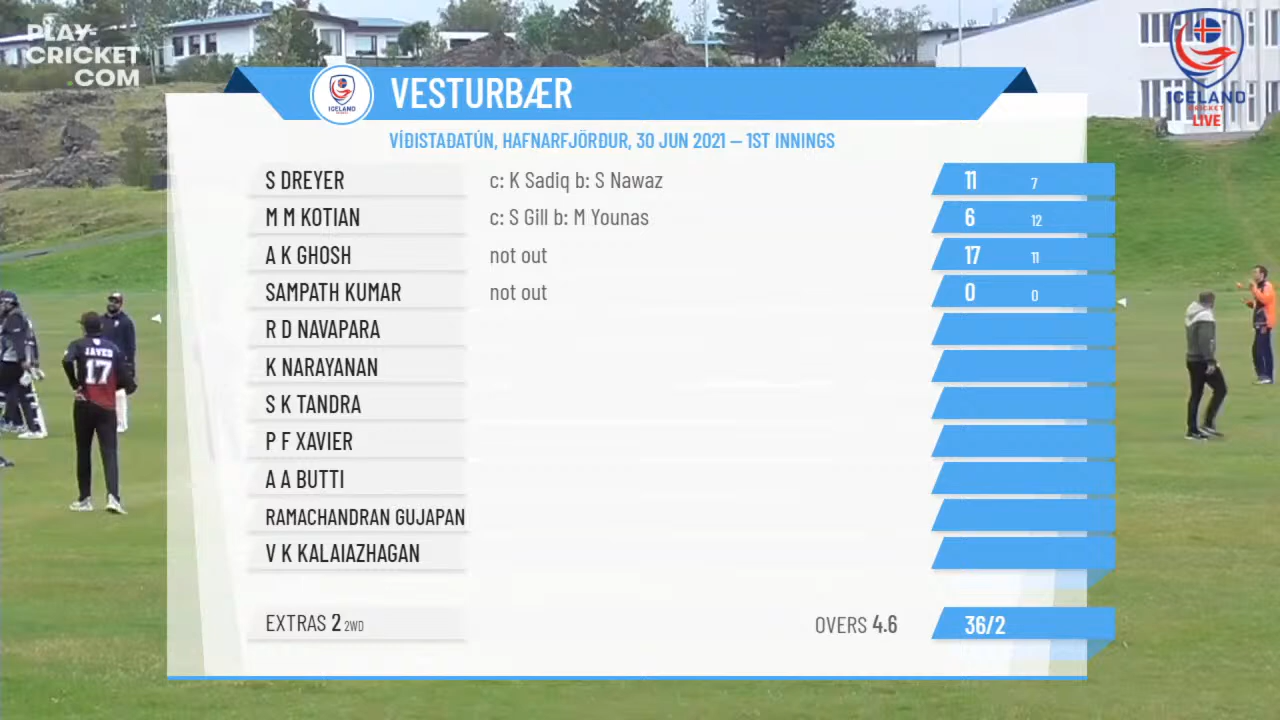 PLAY-
CRICKET
.COM
ICELAND
CRICKET
LIVE
ICELAND
VESTURBÆR
VÍÐISTAÐATÚN, HAFNARFJÖRÐUR, 30 JUN 2021 – 1ST INNINGS
S DREYER c: K Sadiq b: S Nawaz 11 7
M M KOTIAN c: S Gill b: M Younas 6 12
A K GHOSH not out 17 11
SAMPATH KUMAR not out 0 0
R D NAVAPARA
K NARAYANAN
S K TANDRA
P F XAVIER
A A BUTTI
RAMACHANDRAN GUJAPAN
V K KALAIAZHAGAN
EXTRAS 2 2WD OVERS 4.6 36/2
JAVED
17